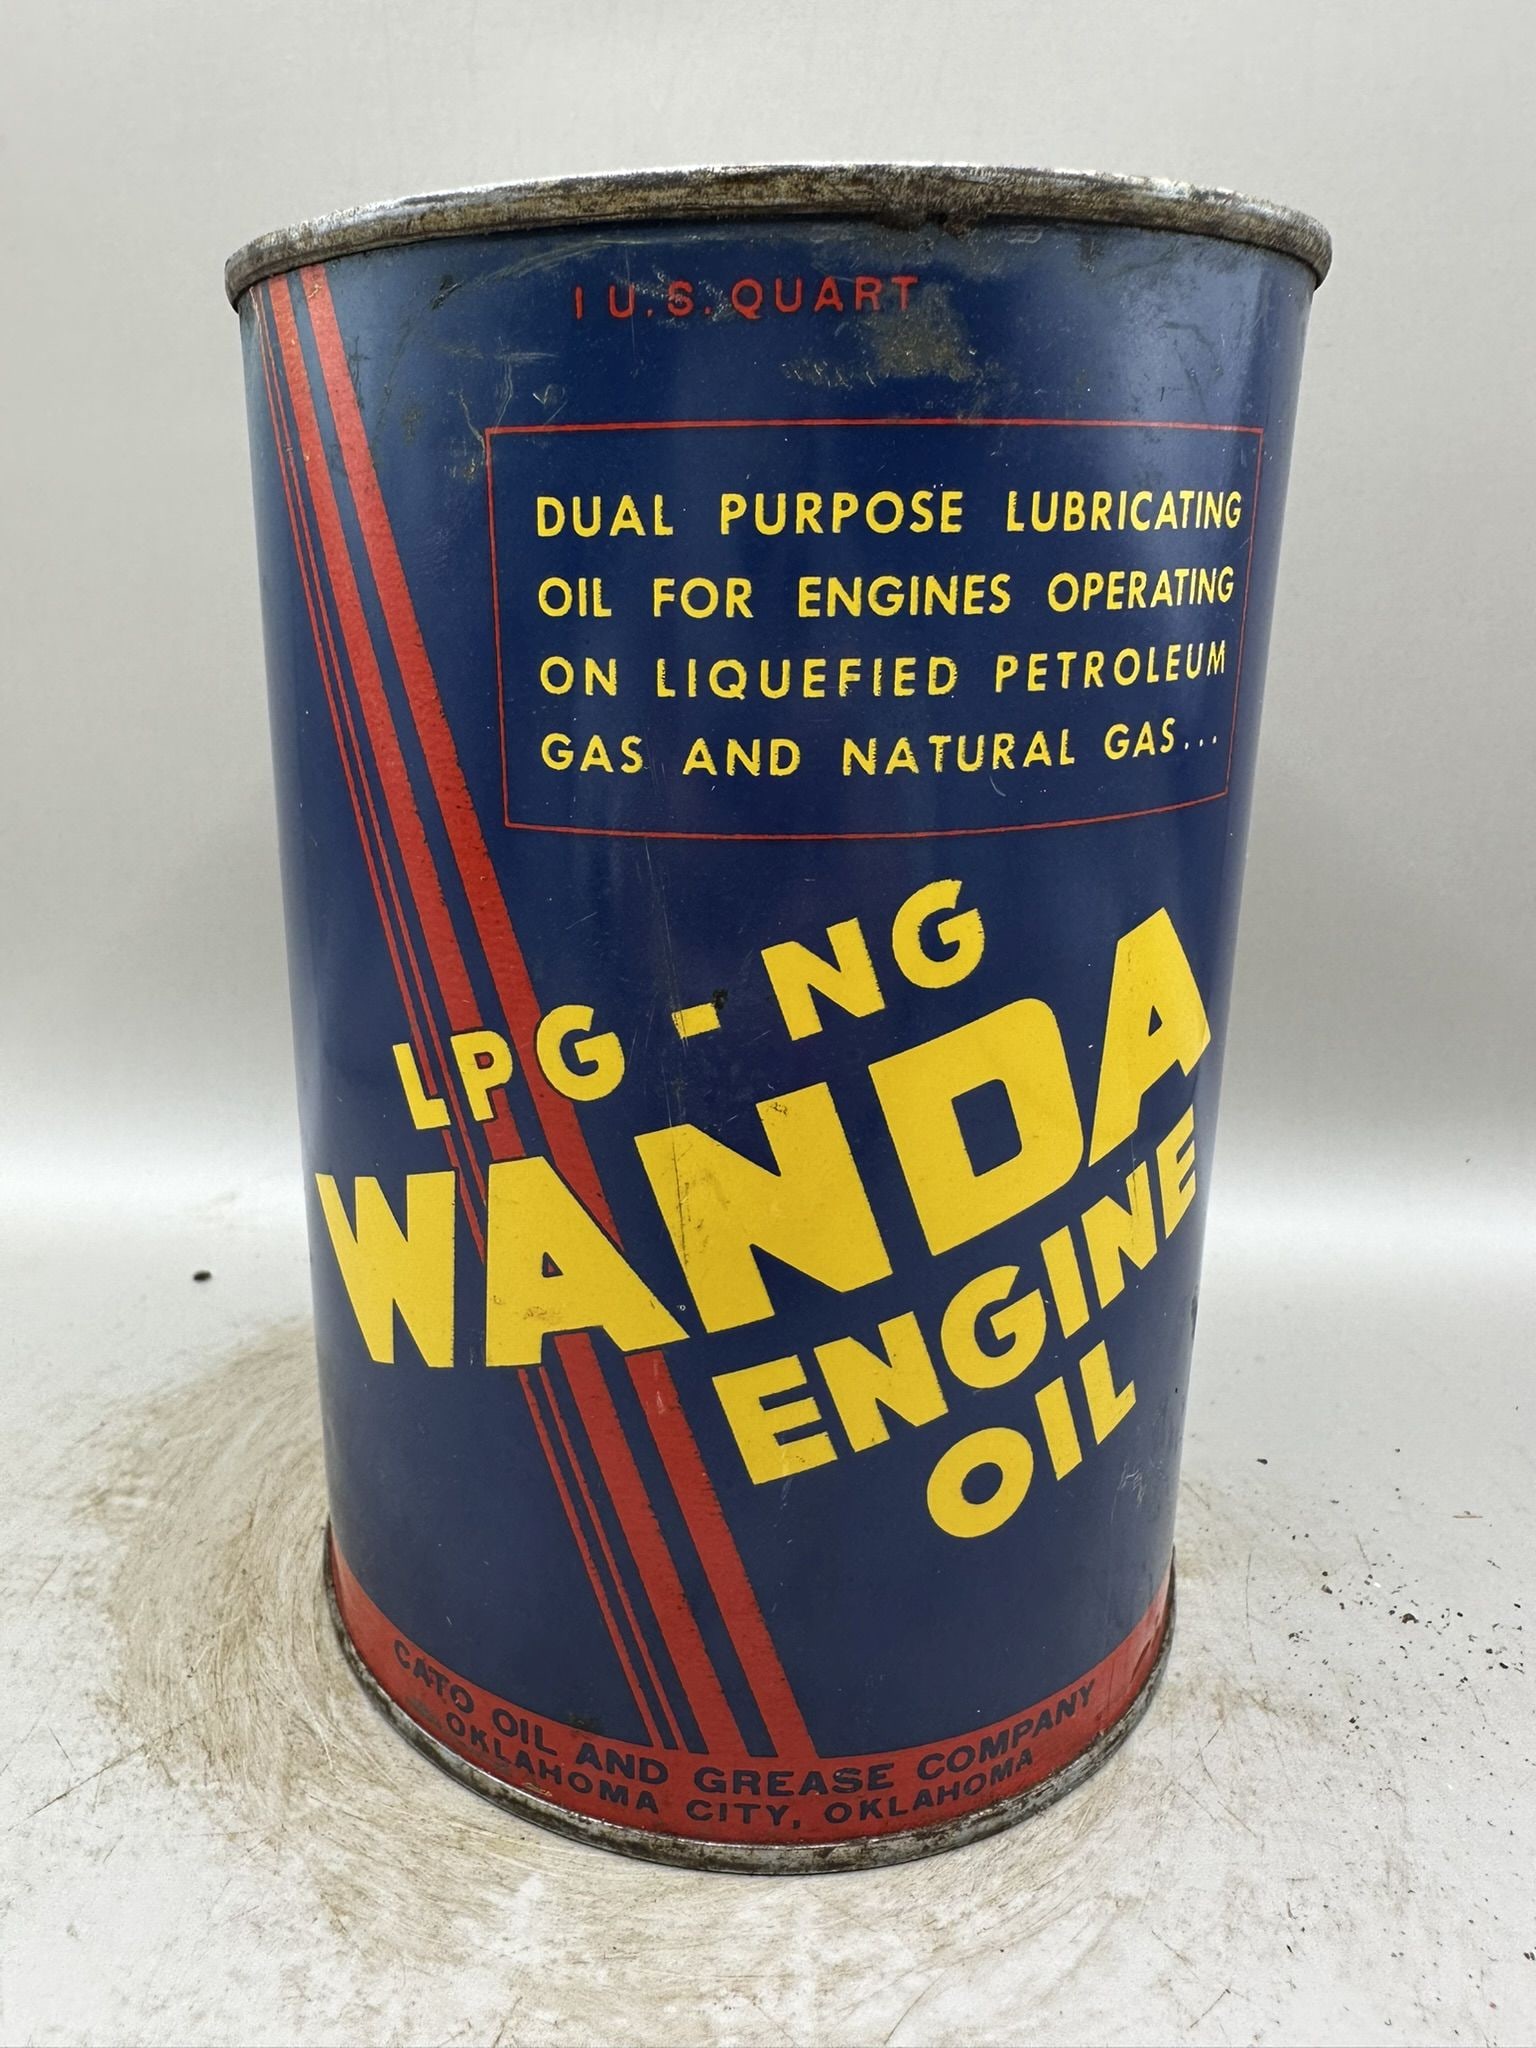 1 U.S. QUART
DUAL PURPOSE LUBRICATING
OIL FOR ENGINES OPERATING
ON LIQUEFIED PETROLEUM
GAS AND NATURAL GAS...
LPG-NG
WANDA
ENGINE
OIL
CATO OIL AND GREASE COMPANY
OKLAHOMA CITY, OKLAHOMA